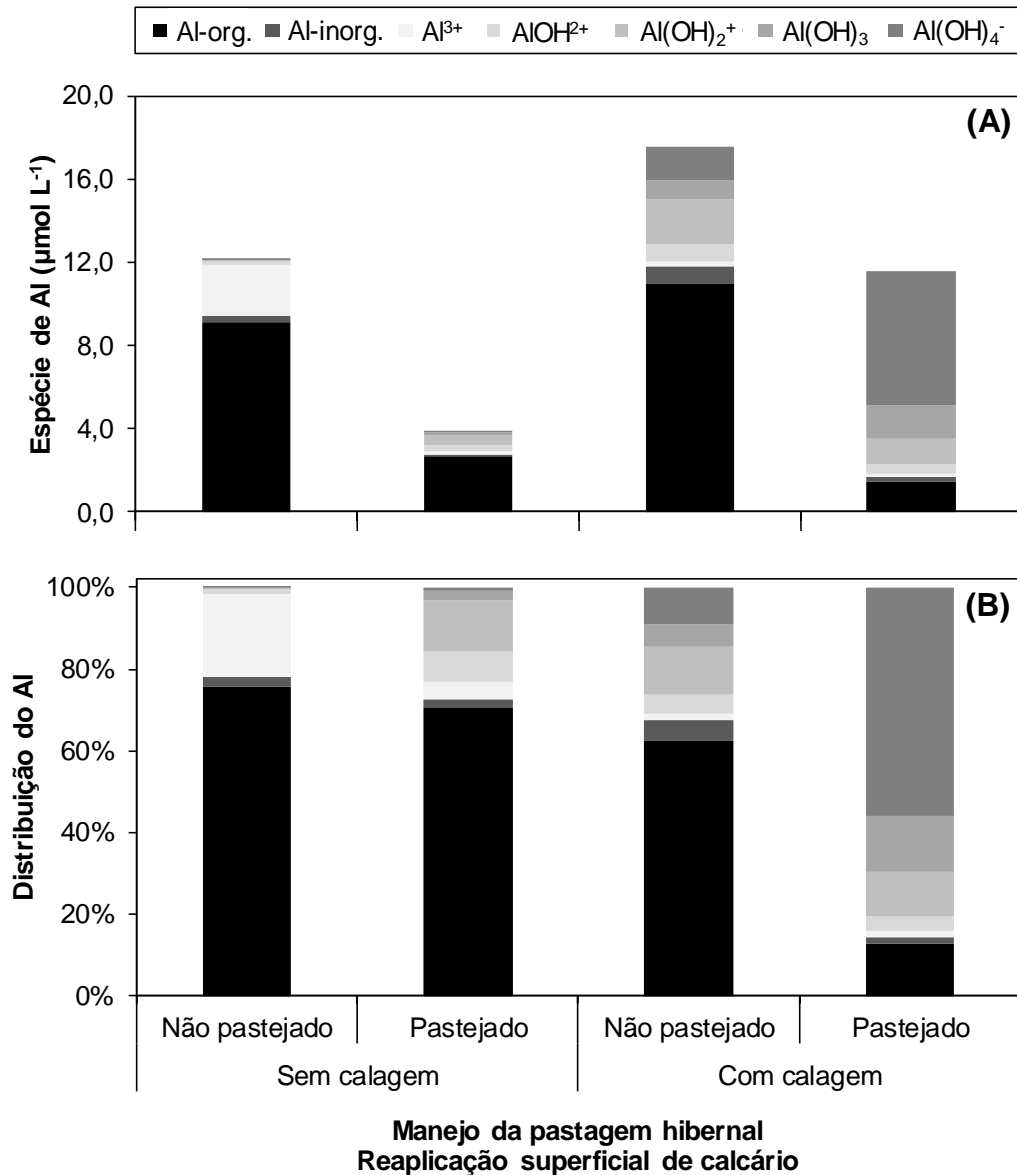 Al-org. Al-inorg. Al³⁺ AlOH²⁺ Al(OH)₂⁺ Al(OH)₃ Al(OH)₄⁻
(A)
Espécie de Al (µmol L⁻¹)
20,0
16,0
12,0
8,0
4,0
0,0
(B)
Distribuição do Al
100%
80%
60%
40%
20%
0%
Não pastejado Pastejado Não pastejado Pastejado
Sem calagem Com calagem
Manejo da pastagem hibernal
Reaplicação superficial de calcário